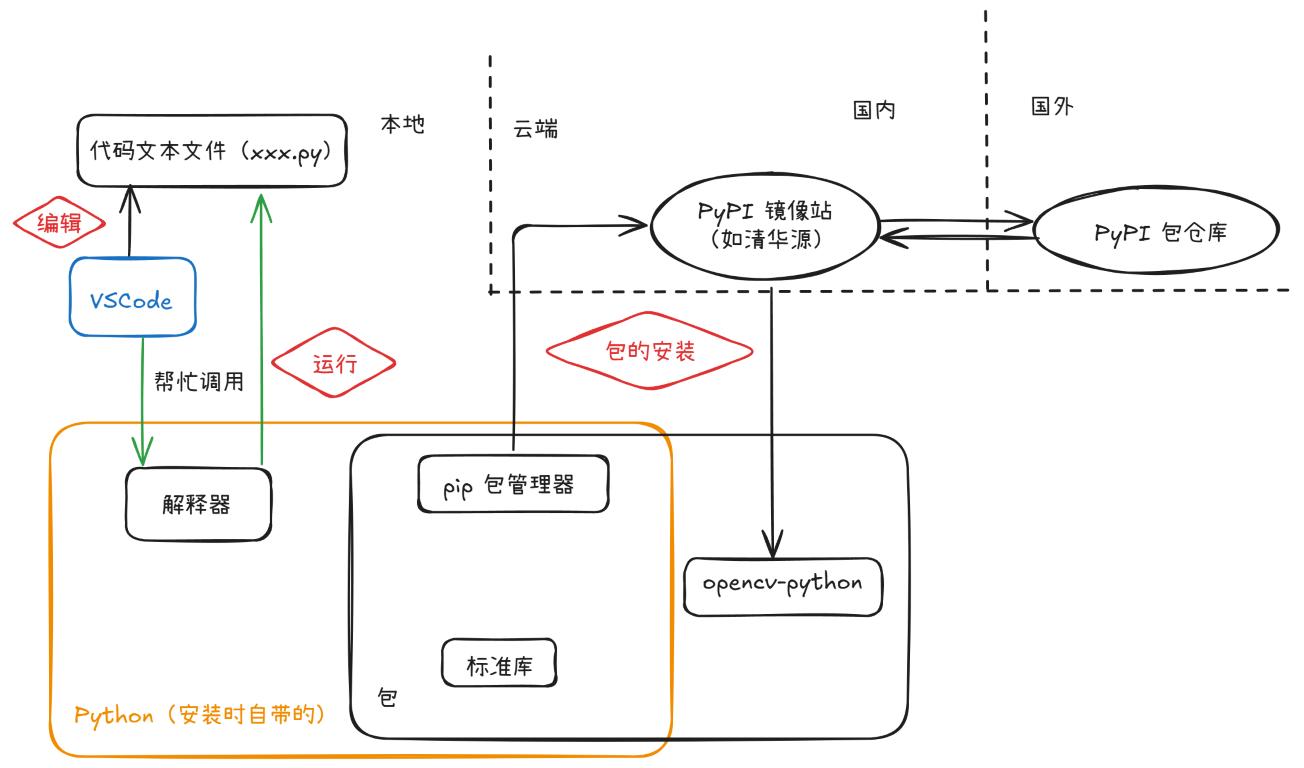 本地
云端
国内
国外
代码文本文件（xxx.py）
编辑
VSCode
PyPI 镜像站
（如清华源）
PyPI 包仓库
帮忙调用
运行
包的安装
解释器
pip 包管理器
opencv-python
标准库
包
Python（安装时自带的）